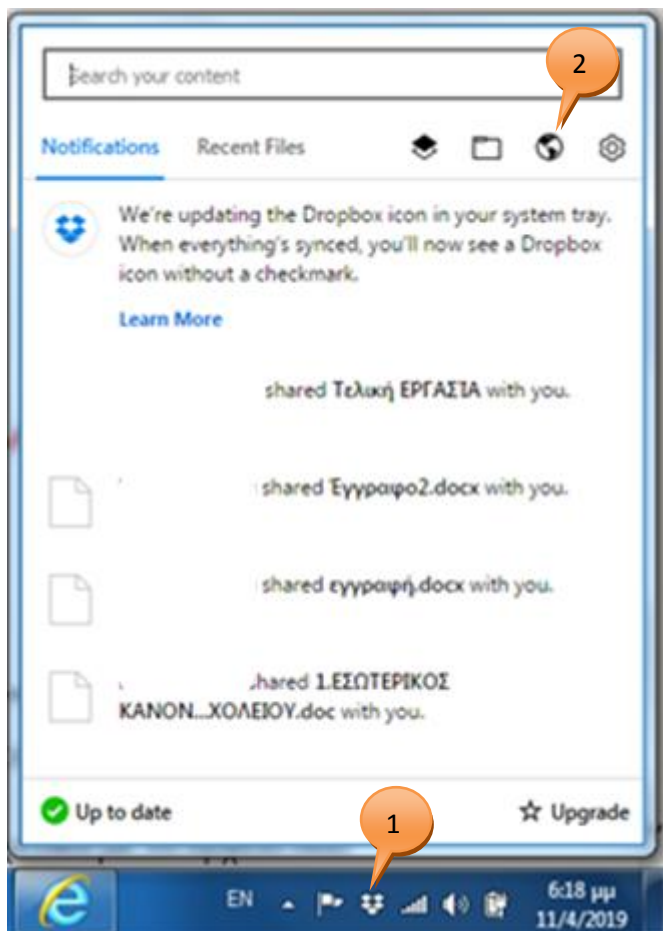 2
Search your content
Notifications Recent Files
We're updating the Dropbox icon in your system tray.
When everything's synced, you'll now see a Dropbox
icon without a checkmark.
Learn More
shared Τελική ΕΡΓΑΣΊΑ with you.
shared Έγγραφο2.docx with you.
shared εγγραφή.docx with you.
hared 1.ΕΣΩΤΕΡΙΚΟΣ
ΚΑΝΟΝ...ΧΟΛΕΙΟΥ.doc with you.
Up to date
Upgrade
1
EN
6:18 μμ
11/4/2019